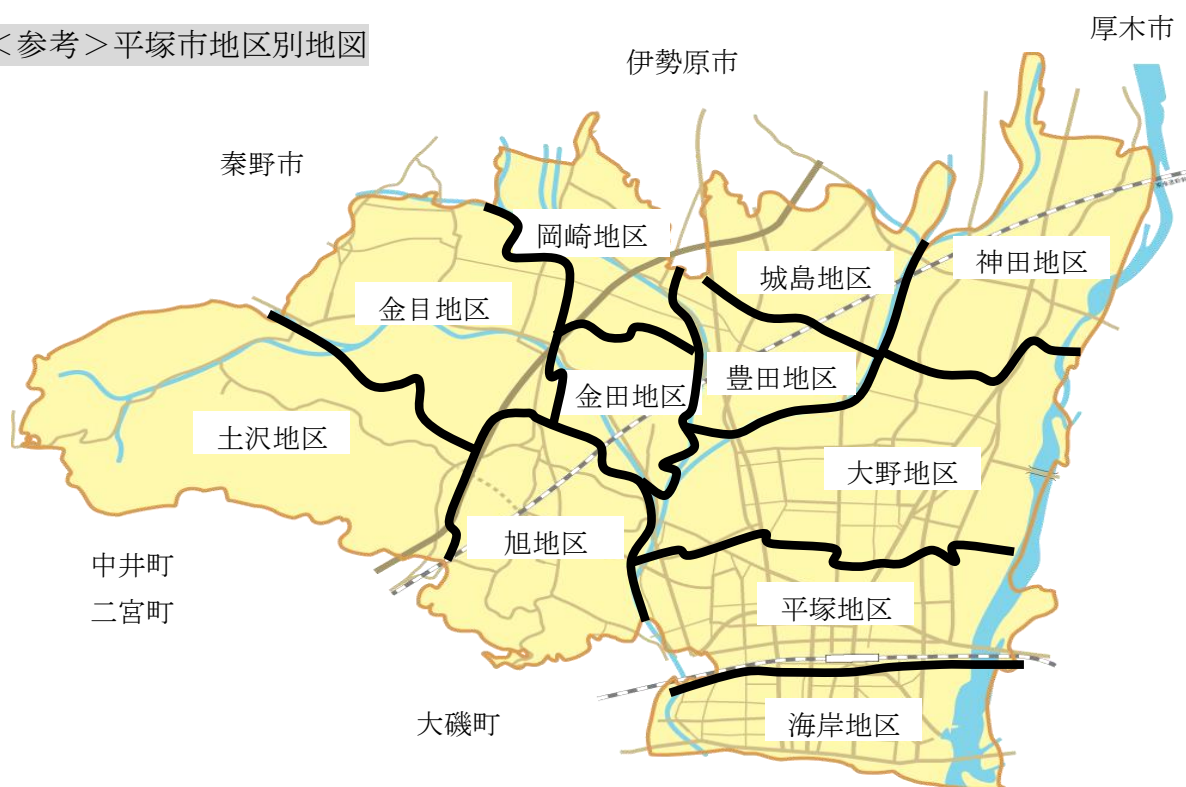 ＜参考＞平塚市地区別地図
厚木市
伊勢原市
秦野市
岡崎地区
神田地区
城島地区
金目地区
豊田地区
金田地区
土沢地区
大野地区
旭地区
中井町
二宮町
平塚地区
大磯町
海岸地区